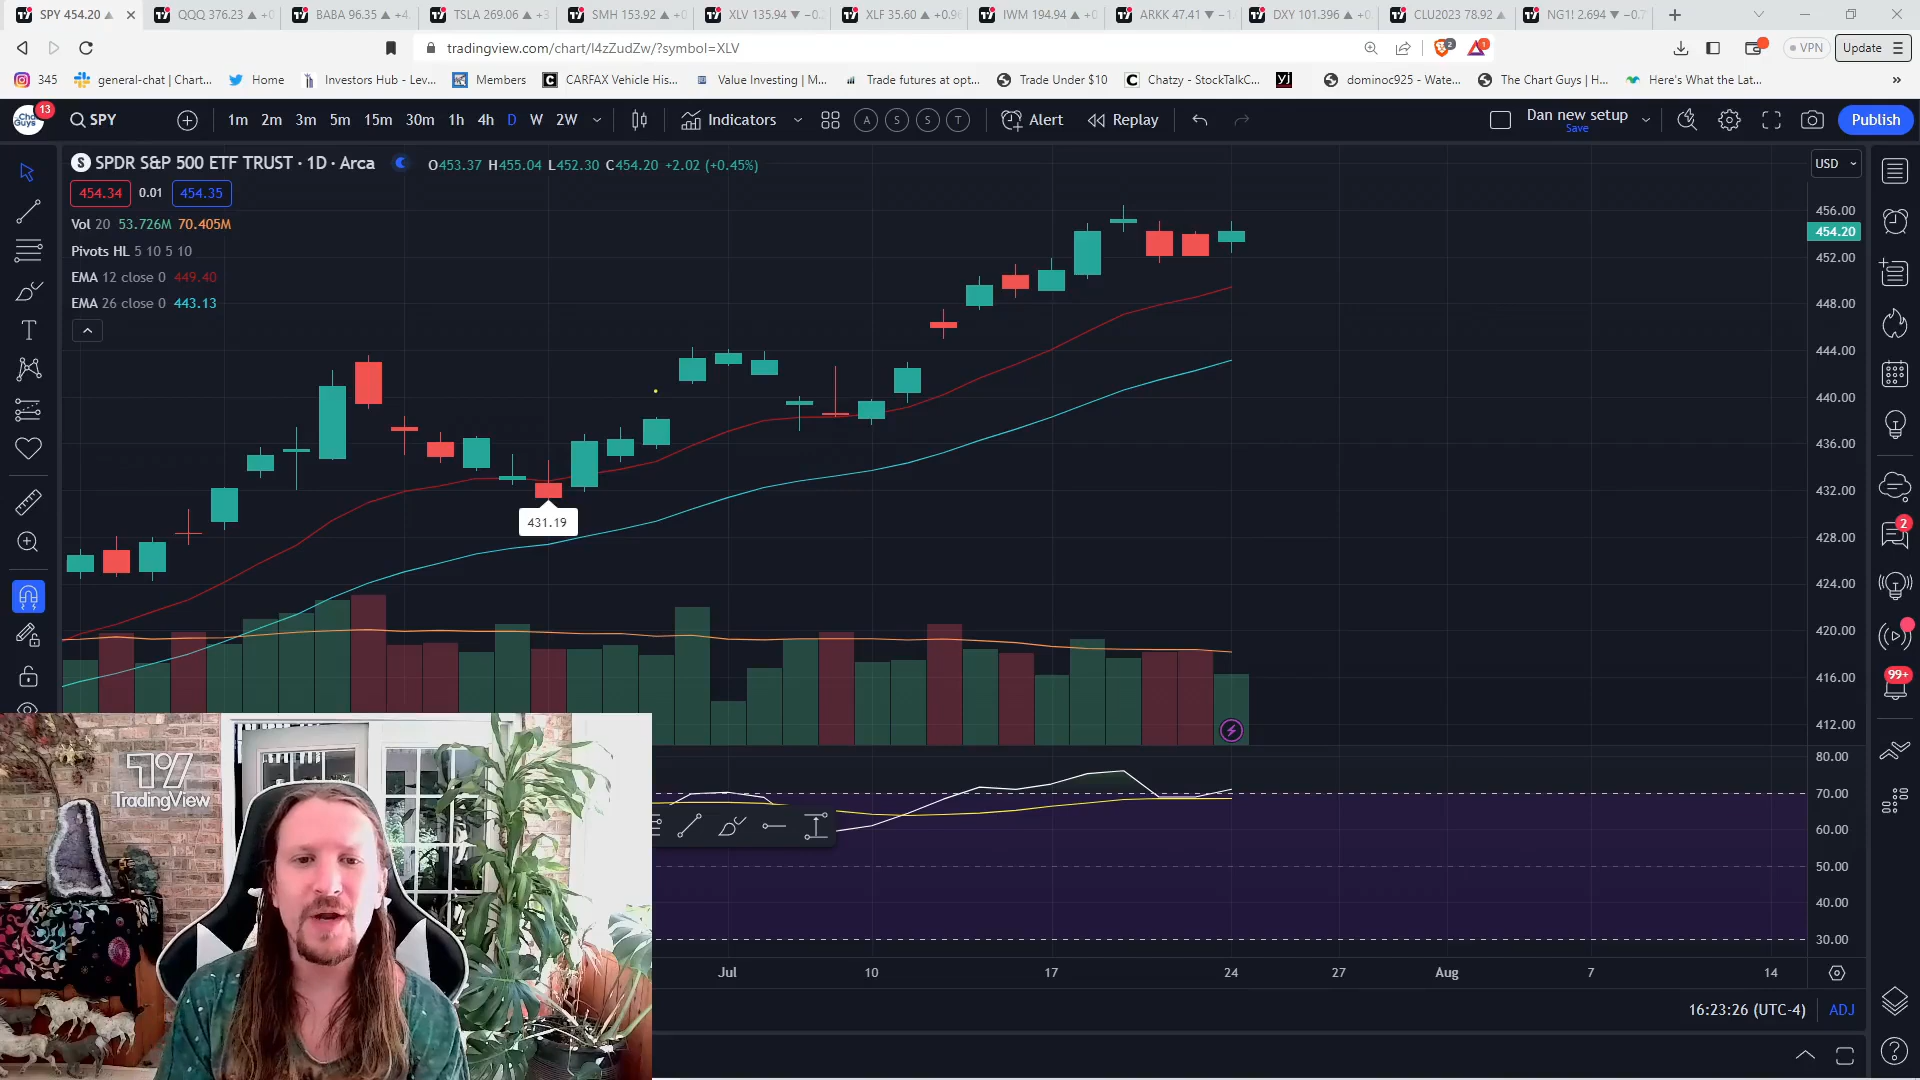 SPY 454.20
QQQ 376.23
BABA 96.35
TSLA 269.06
SMH 153.92
XLV 135.94
XLF 35.60
IWM 194.94
ARKK 47.41
DXY 101.396
CLU2023 78.92
NG1! 2.694
tradingview.com/chart/I4zZudZw/?symbol=XLV
2
1
VPN
Update
345
general-chat | Chart...
Home
Investors Hub - Lev...
Members
CARFAX Vehicle His...
Value Investing | M...
Trade futures at opt...
Trade Under $10
Chatzy - StockTalkC...
dominoc925 - Wate...
The Chart Guys | H...
Here's What the Lat...
13
SPY
1m 2m 3m 5m 15m 30m 1h 4h D W 2W
Indicators
A S S T
Alert
Replay
Dan new setup
Save
Publish
SPDR S&P 500 ETF TRUST · 1D · Arca
O453.37 H455.04 L452.30 C454.20 +2.02 (+0.45%)
USD
454.34 0.01 454.35
Vol 20 53.726M 70.405M
Pivots HL 5 10 5 10
EMA 12 close 0 449.40
EMA 26 close 0 443.13
456.00
454.20
452.00
448.00
444.00
440.00
436.00
432.00
428.00
424.00
420.00
416.00
412.00
431.19
80.00
70.00
60.00
50.00
40.00
30.00
2
99+
TradingView
Jul 10 17 24 27 Aug 7 14
16:23:26 (UTC-4) ADJ